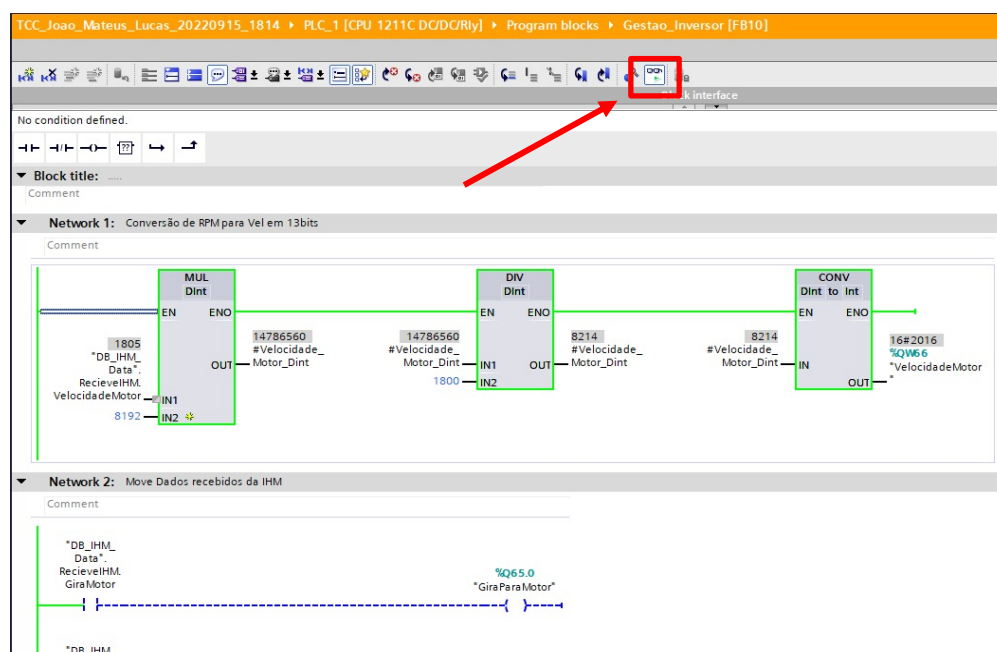 TCC_Joao_Mateus_Lucas_20220915_1814 ▸ PLC_1 [CPU 1211C DC/DC/Rly] ▸ Program blocks ▸ Gestao_Inversor [FB10]
Block interface
No condition defined.
??
Block title: .....
Comment
Network 1: Conversão de RPM para Vel em 13bits
Comment
MUL
DInt
EN ENO
1805
"DB_IHM_
Data".
RecieveIHM.
VelocidadeMotor
IN1
8192
IN2
OUT
14786560
#Velocidade_
Motor_DInt
DIV
DInt
EN ENO
14786560
#Velocidade_
Motor_DInt
IN1
1800
IN2
OUT
8214
#Velocidade_
Motor_DInt
CONV
DInt to Int
EN ENO
8214
#Velocidade_
Motor_DInt
IN
OUT
16#2016
%QW66
"VelocidadeMotor
"
Network 2: Move Dados recebidos da IHM
Comment
"DB_IHM_
Data".
RecieveIHM.
GiraMotor
%Q65.0
"GiraParaMotor"
"DB_IHM_